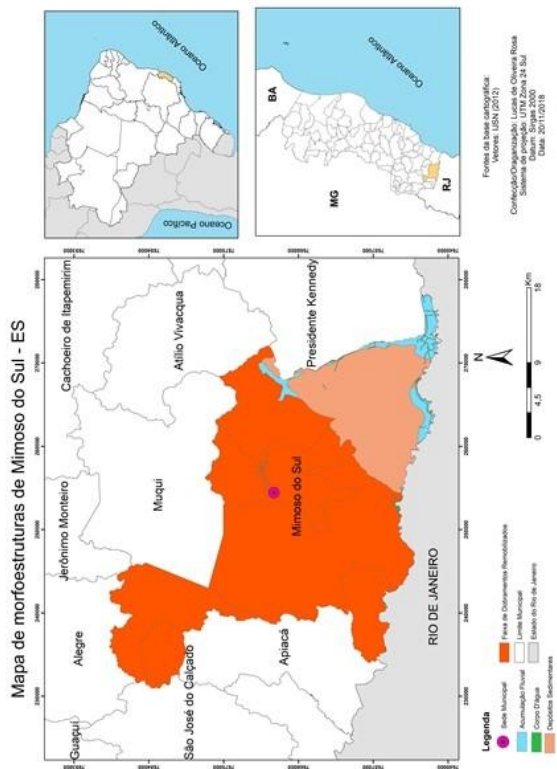 Mapa de morfoestruturas de Mimoso do Sul - ES
Guaçuí
Alegre
Jerônimo Monteiro
Cachoeiro de Itapemirim
Muqui
Atílio Vivacqua
São José do Calçado
Apiacá
Mimoso do Sul
Presidente Kennedy
RIO DE JANEIRO
Oceano Pacífico
Oceano Atlântico
BA
MG
RJ
Oceano Atlântico
Legenda
Sede Municipal
Acumulação Fluvial
Corpo D'água
Depósitos Sedimentares
Faixa de Dobramentos Remobilizados
Limite Municipal
Estado do Rio de Janeiro
N
0 4,5 9 18
Km
Fontes da base cartográfica:
Vetores: IJSN (2012)
Confecção/Oraganização: Lucas de Oliveira Rosa
Sistema de projeção: UTM Zona 24 Sul
Datum: Sirgas 2000
Data: 20/11/2018